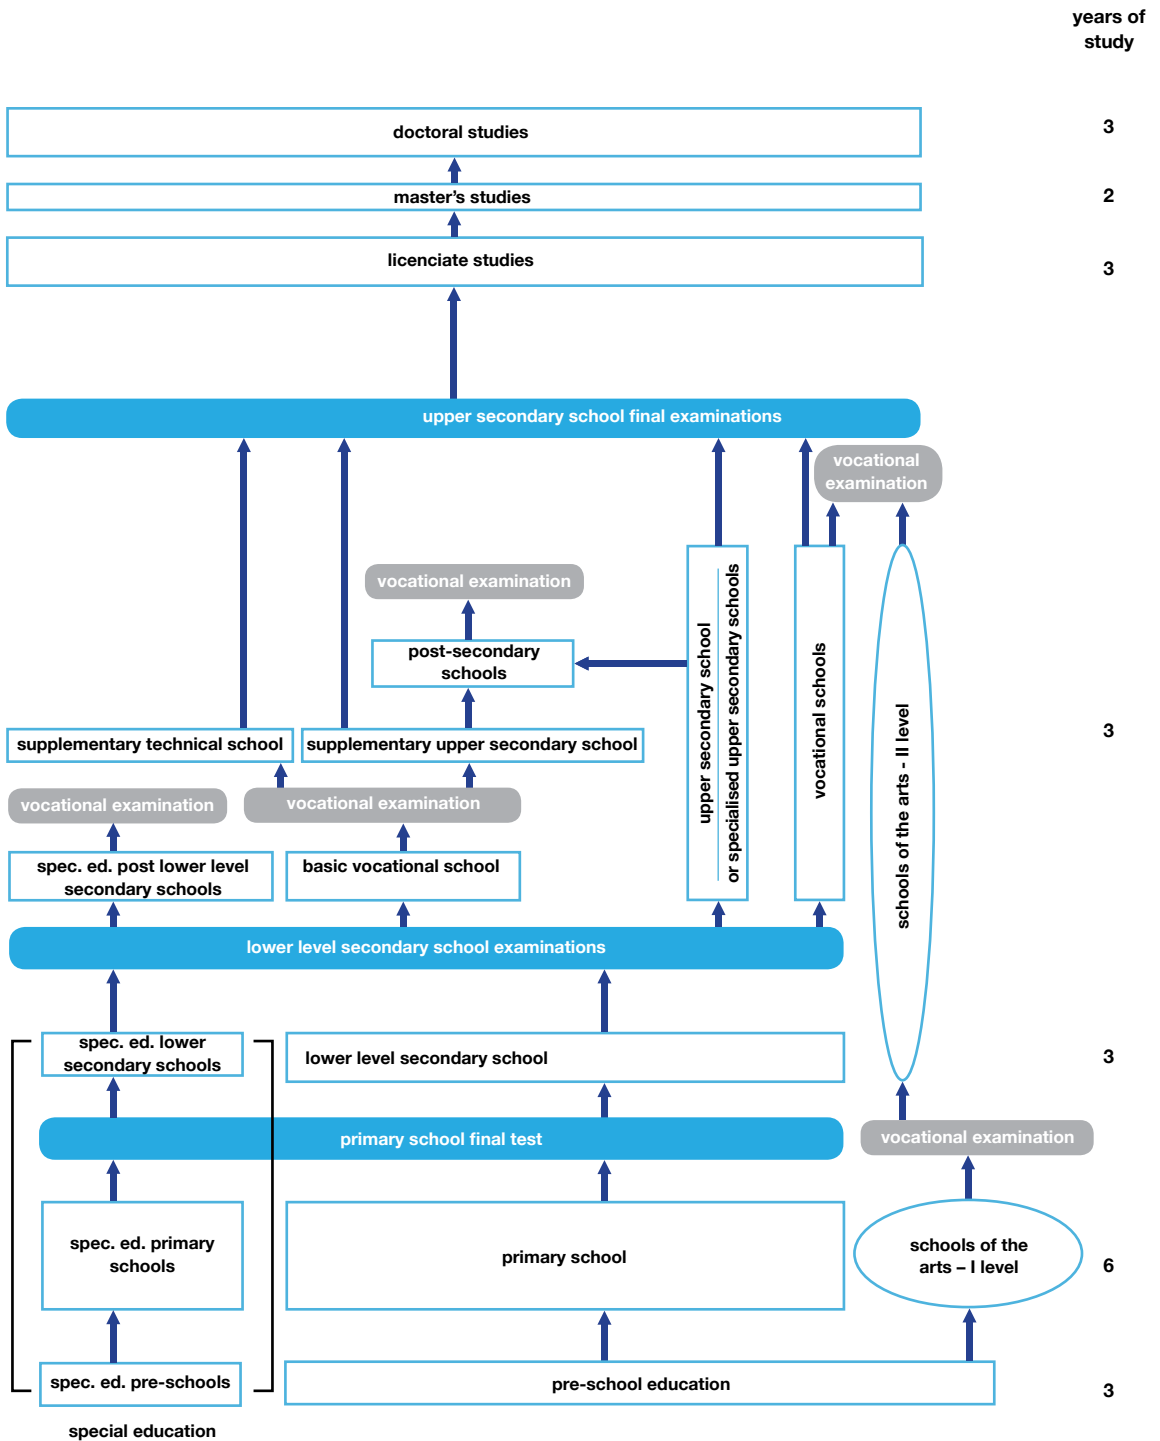 years of
study
doctoral studies
3
master's studies
2
licenciate studies
3
upper secondary school final examinations
vocational
examination
vocational examination
post-secondary
schools
upper secondary school
or specialised upper secondary schools
vocational schools
schools of the arts - II level
supplementary technical school
supplementary upper secondary school
3
vocational examination
vocational examination
spec. ed. post lower level
secondary schools
basic vocational school
lower level secondary school examinations
spec. ed. lower
secondary schools
lower level secondary school
3
primary school final test
vocational examination
spec. ed. primary
schools
primary school
schools of the
arts – I level
6
spec. ed. pre-schools
pre-school education
3
special education